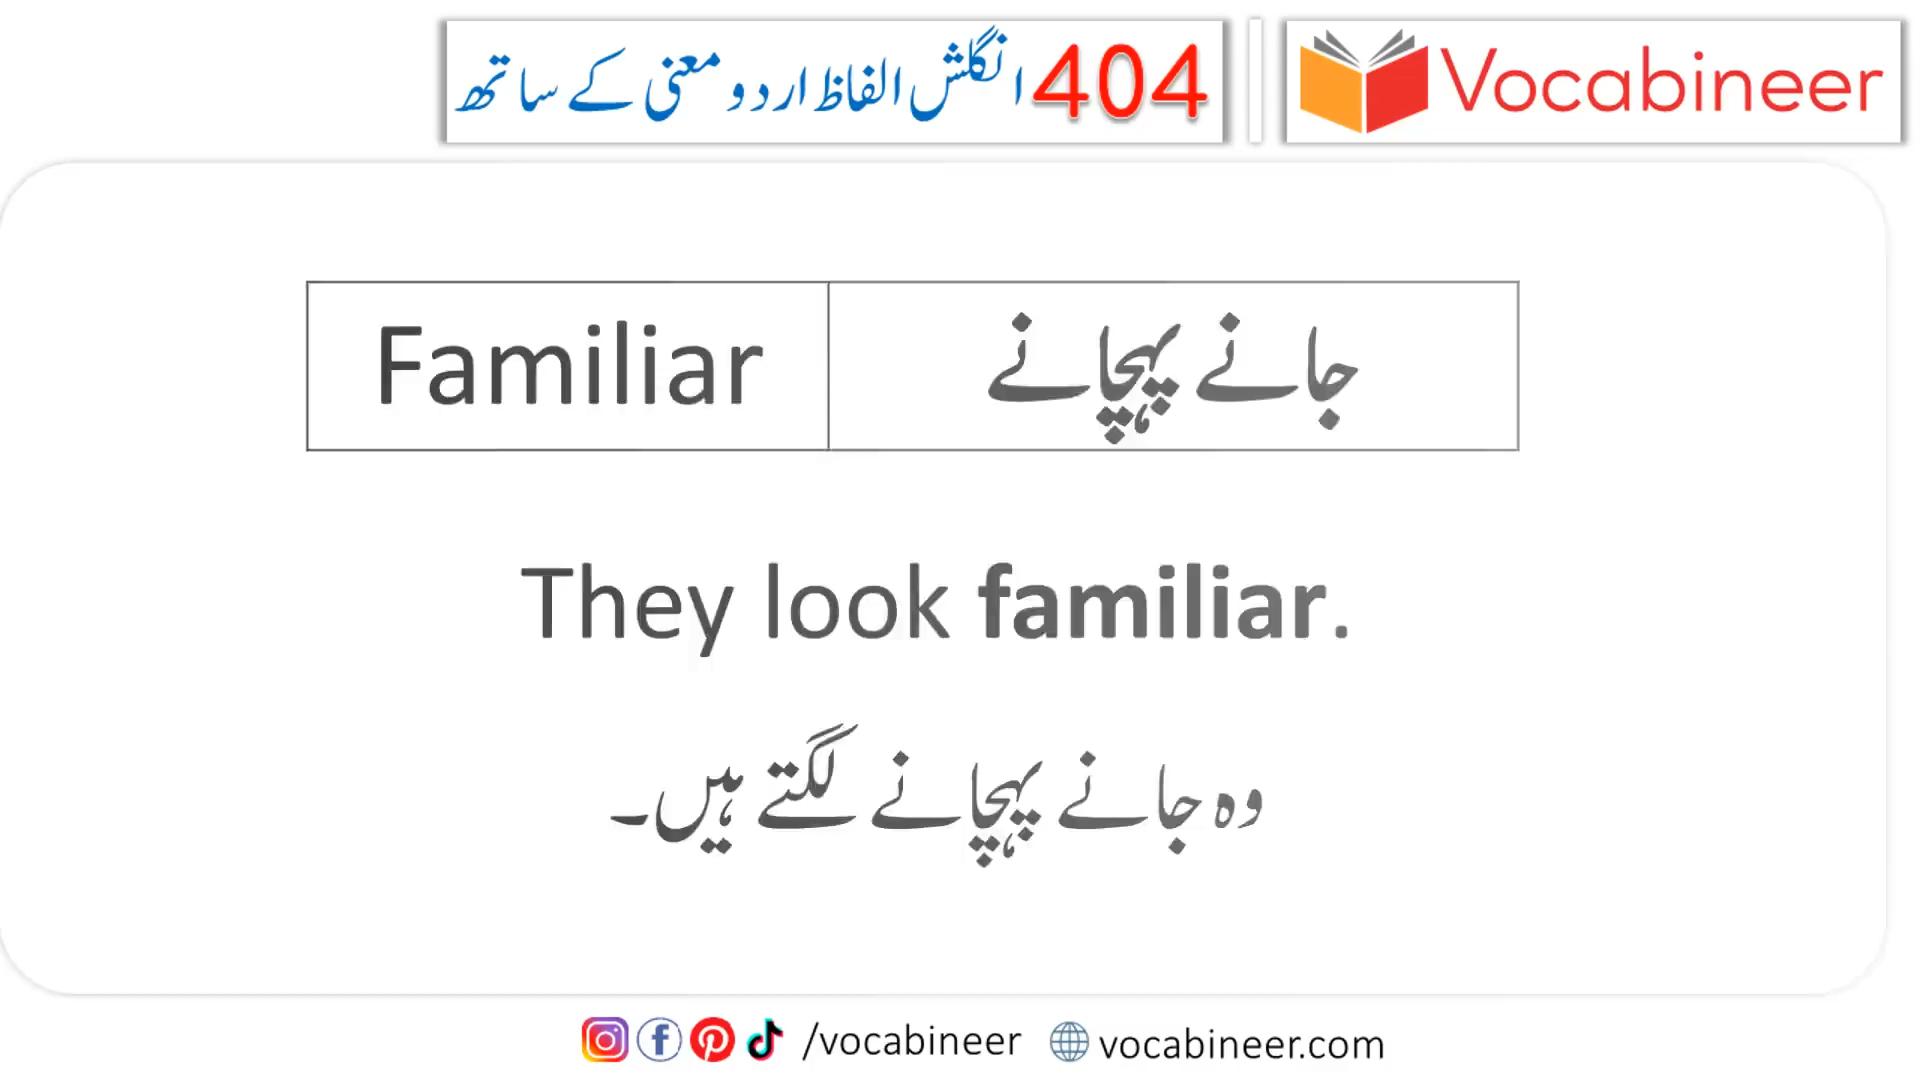 404 انگلش الفاظ اردو معنی کے ساتھ
Vocabineer
Familiar
جانے پہچانے
They look familiar.
وہ جانے پہچانے لگتے ہیں۔
/vocabineer
vocabineer.com